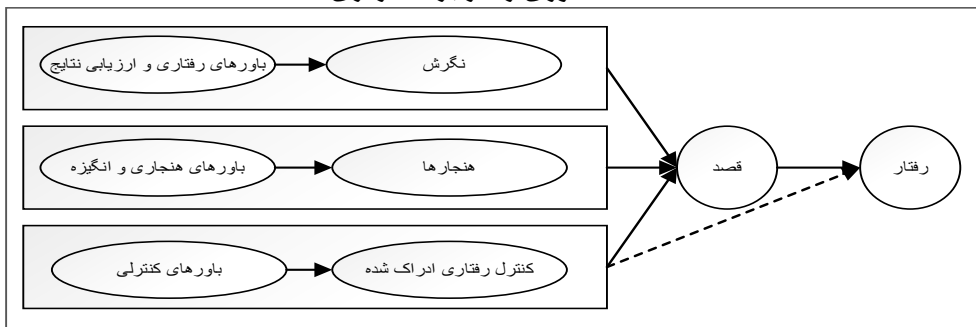 باورهای رفتاری و ارزیابی نتایج
نگرش
باورهای هنجاری و انگیزه
هنجارها
باورهای کنترلی
کنترل رفتاری ادراک شده
قصد
رفتار